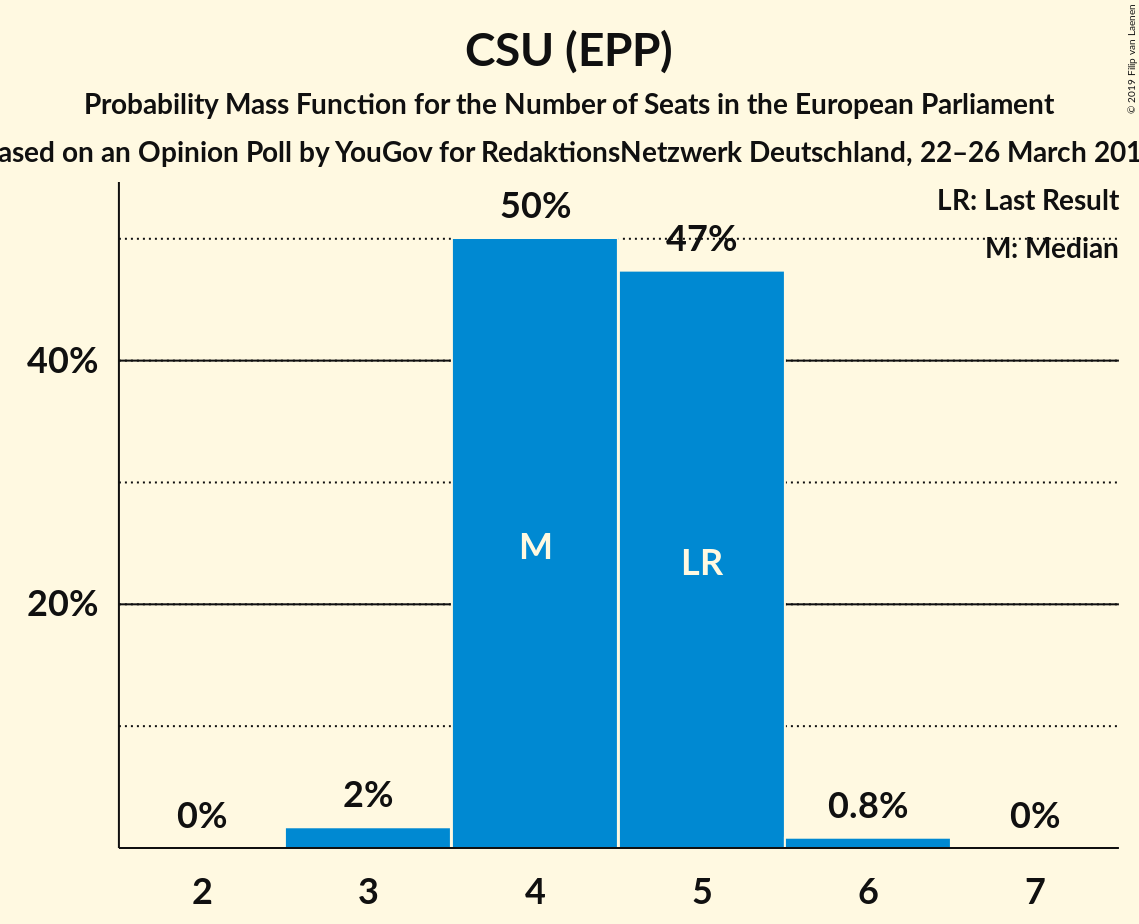 © 2019 Filip van Laenen
CSU (EPP)
Probability Mass Function for the Number of Seats in the European Parliament
ased on an Opinion Poll by YouGov for RedaktionsNetzwerk Deutschland, 22–26 March 201
LR: Last Result
M: Median
50%
47%
40%
M
LR
20%
2%
0.8%
0%
0%
2 3 4 5 6 7